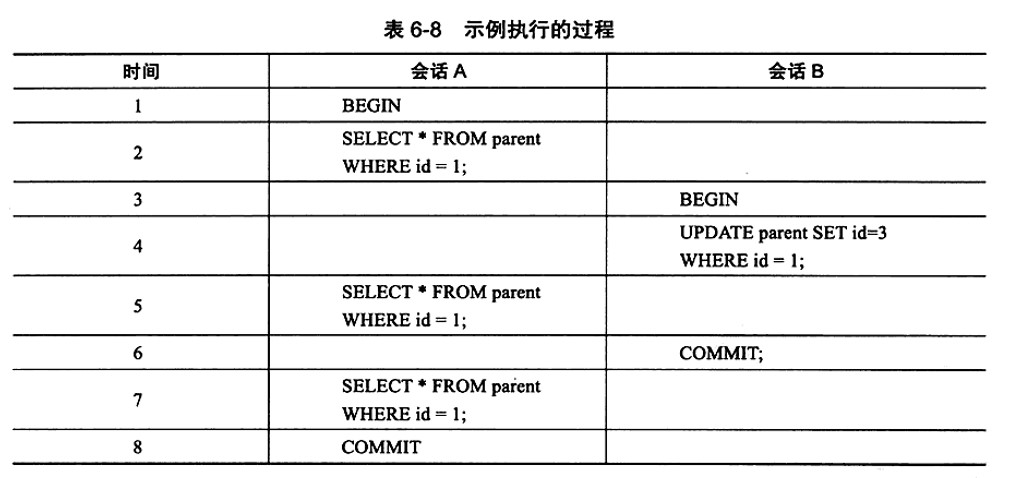 表 6-8 示例执行的过程
时间 会话 A 会话 B
1 BEGIN
2 SELECT * FROM parent
WHERE id = 1;
3 BEGIN
4 UPDATE parent SET id=3
WHERE id = 1;
5 SELECT * FROM parent
WHERE id = 1;
6 COMMIT;
7 SELECT * FROM parent
WHERE id = 1;
8 COMMIT